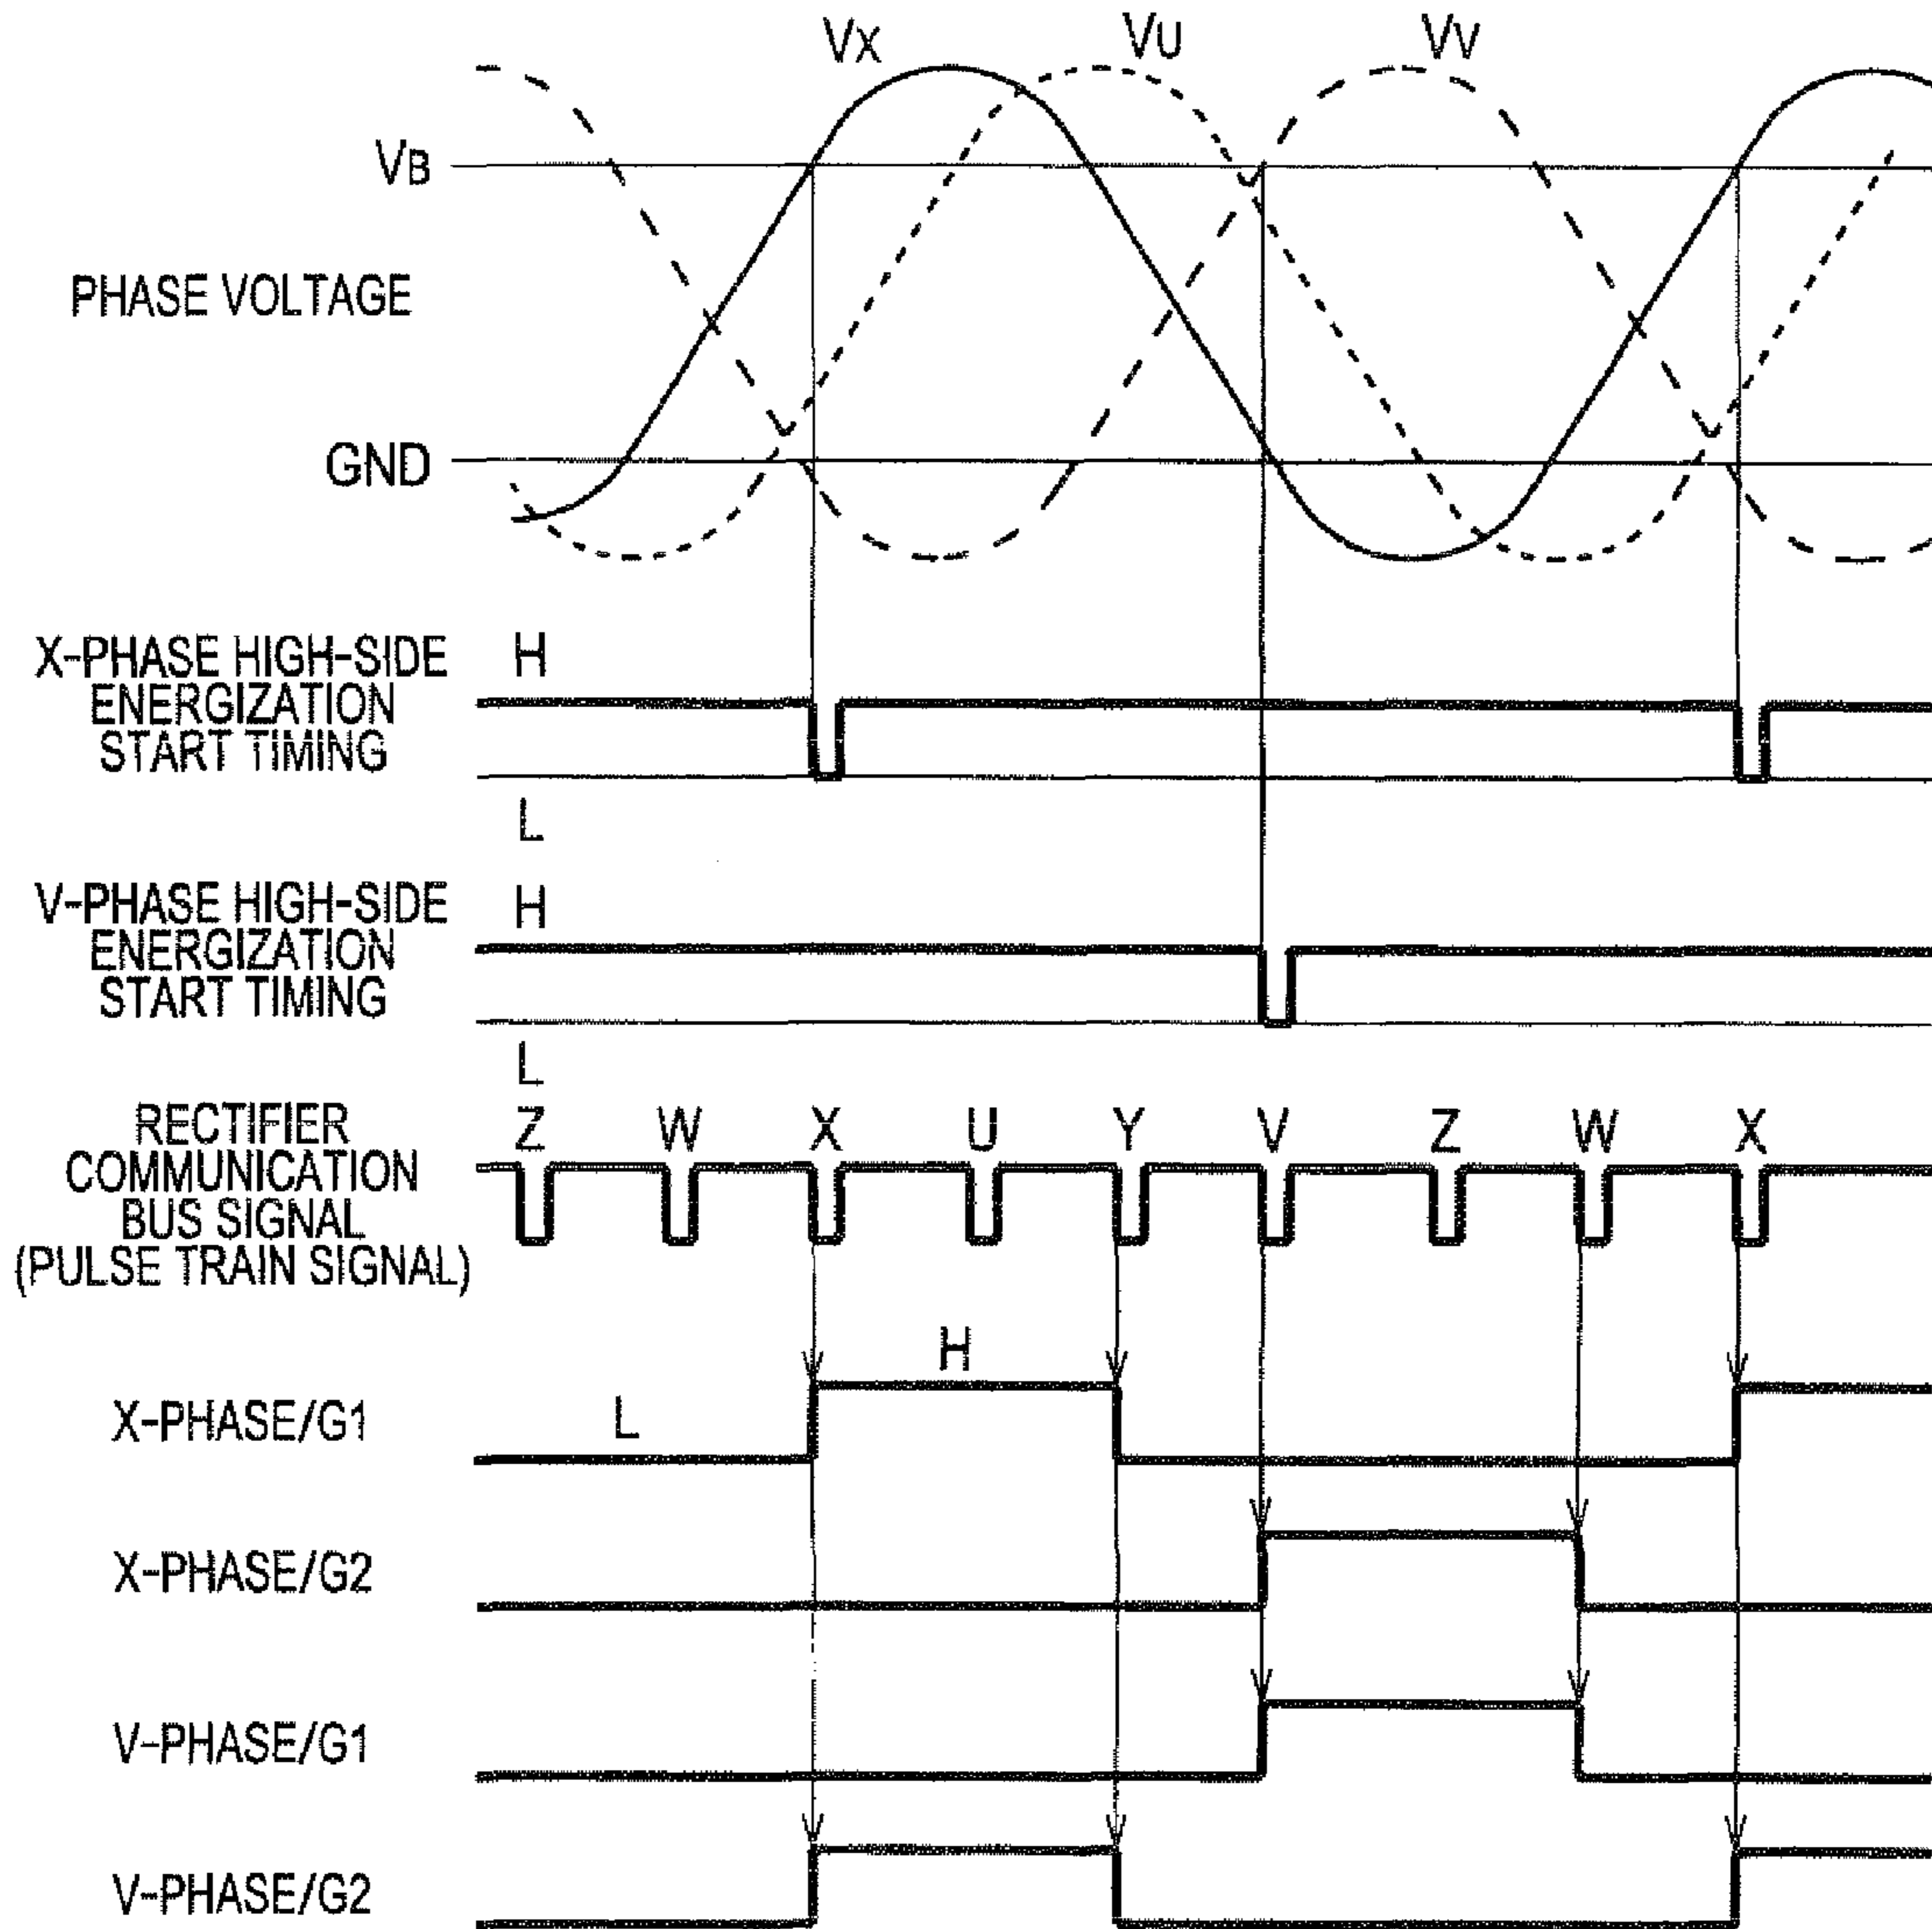 VX VU VV
VB
PHASE VOLTAGE
GND
X-PHASE HIGH-SIDE
ENERGIZATION
START TIMING
H
L
V-PHASE HIGH-SIDE
ENERGIZATION
START TIMING
H
L
RECTIFIER
COMMUNICATION
BUS SIGNAL
(PULSE TRAIN SIGNAL)
Z W X U Y V Z W X
H
X-PHASE/G1
L
X-PHASE/G2
V-PHASE/G1
V-PHASE/G2